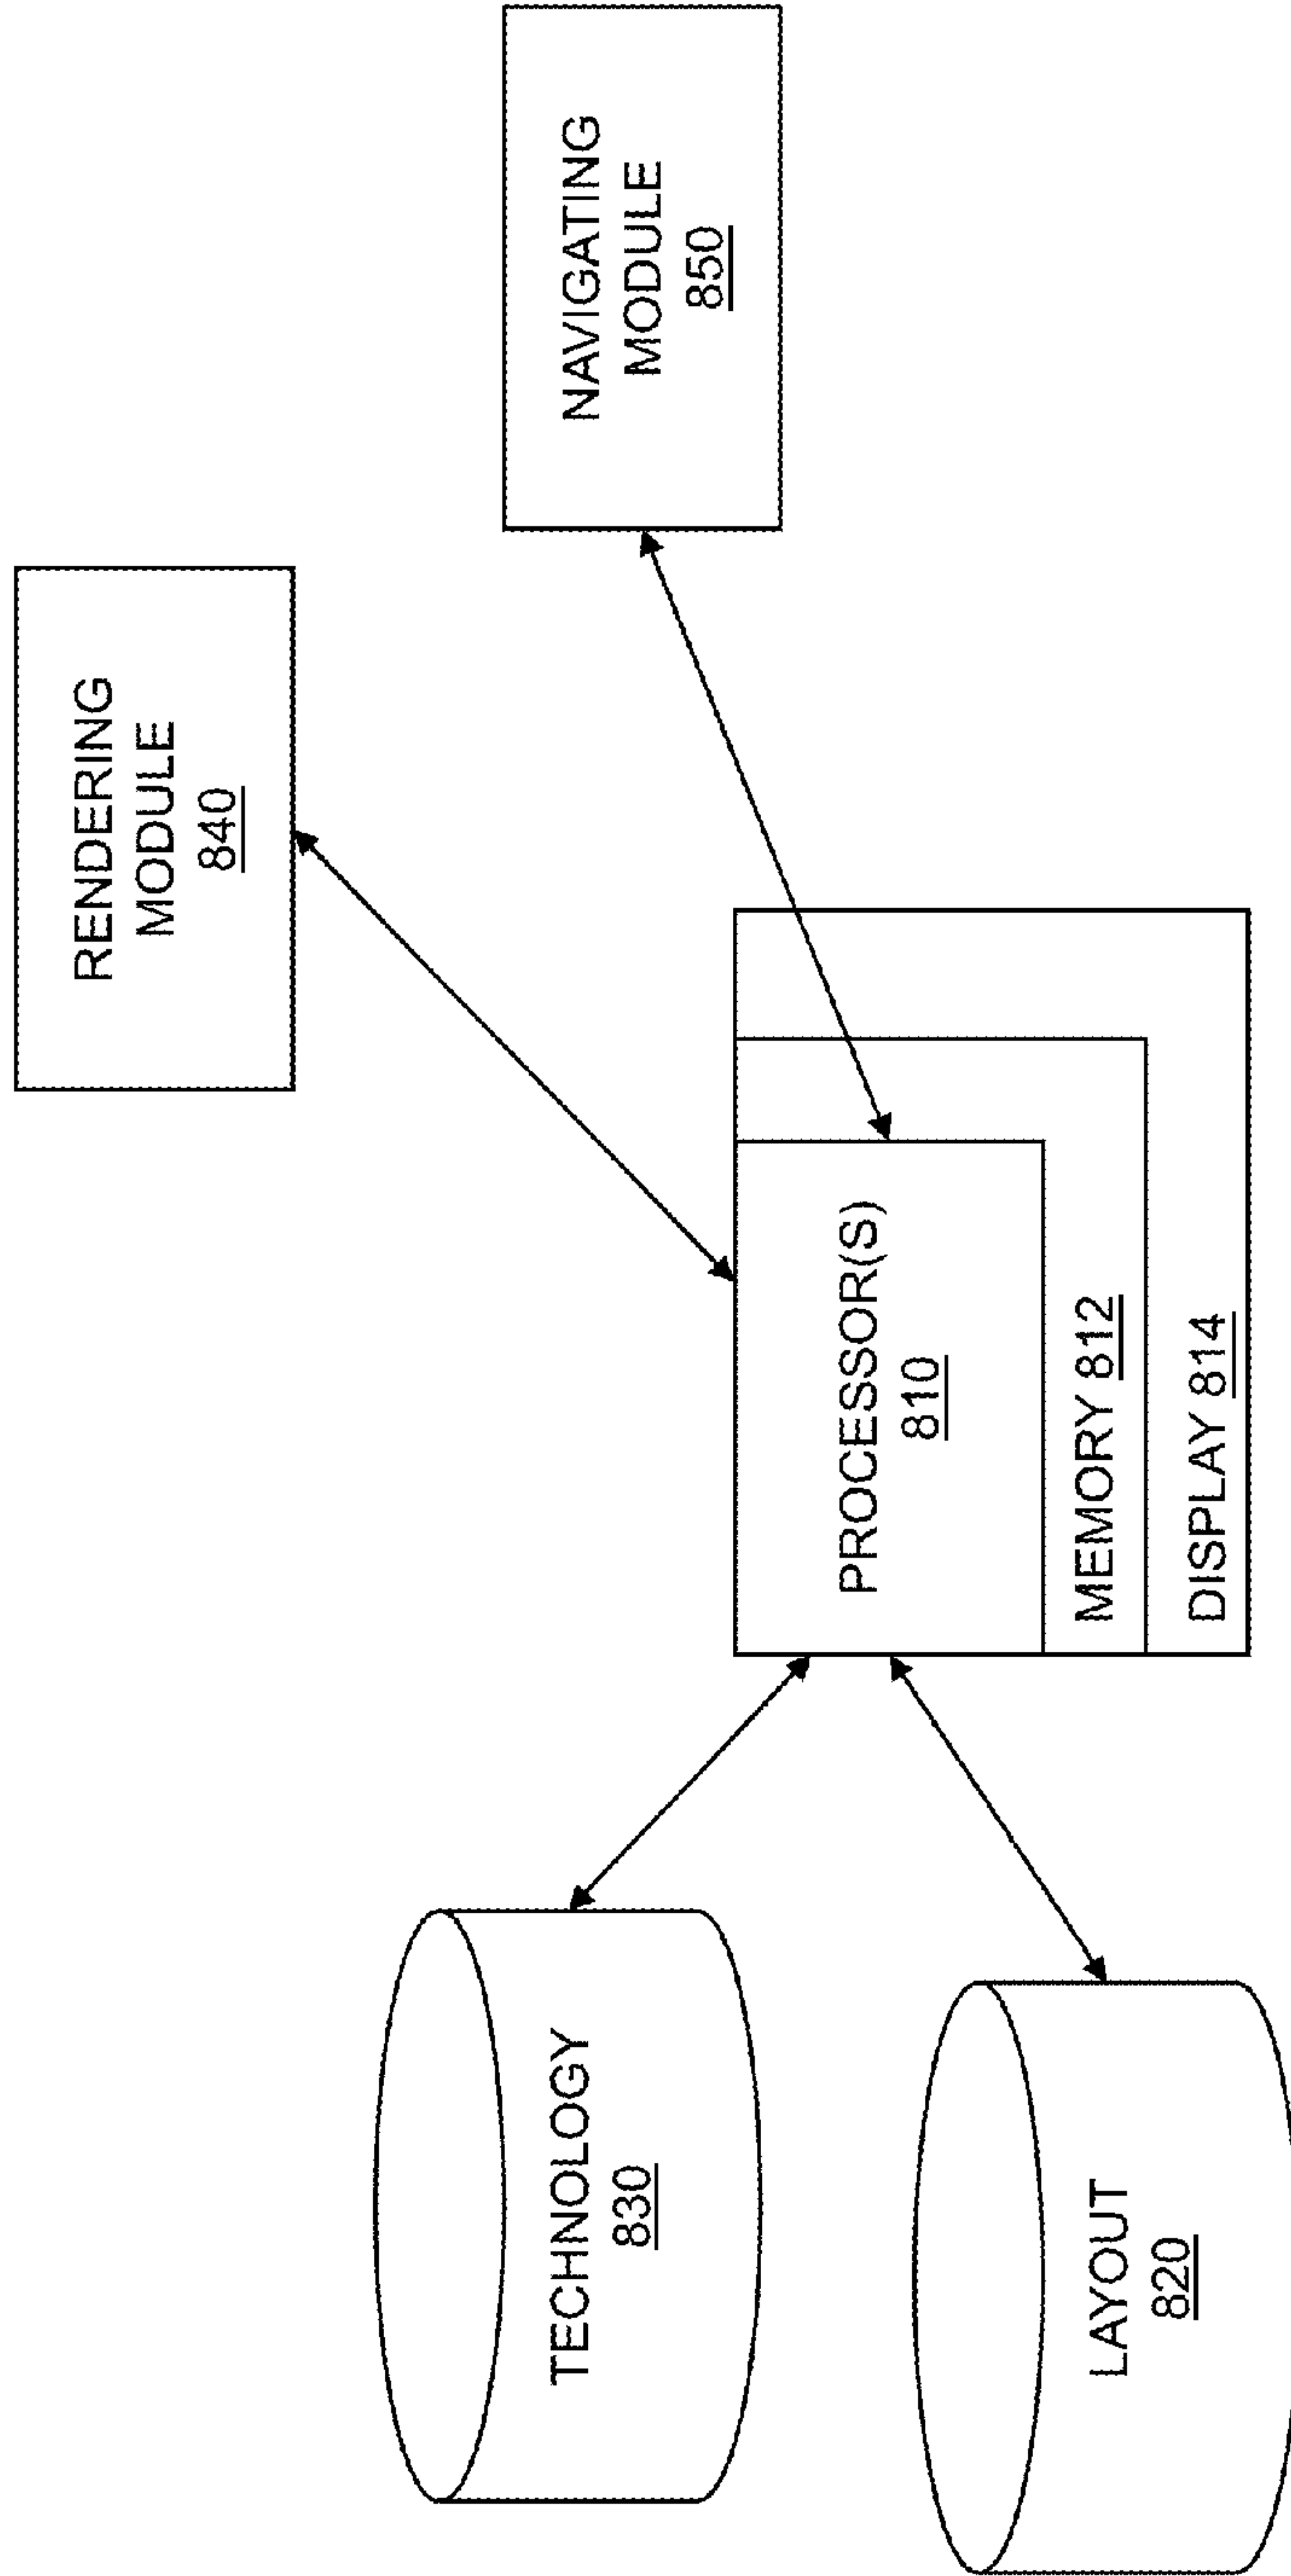 RENDERING
MODULE
840
NAVIGATING
MODULE
850
TECHNOLOGY
830
PROCESSOR(S)
810
MEMORY 812
DISPLAY 814
LAYOUT
820